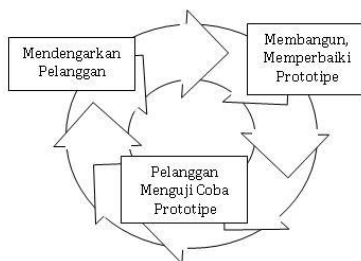 Mendengarkan
Pelanggan
Membangun,
Memperbaiki
Prototipe
Pelanggan
Menguji Coba
Prototipe